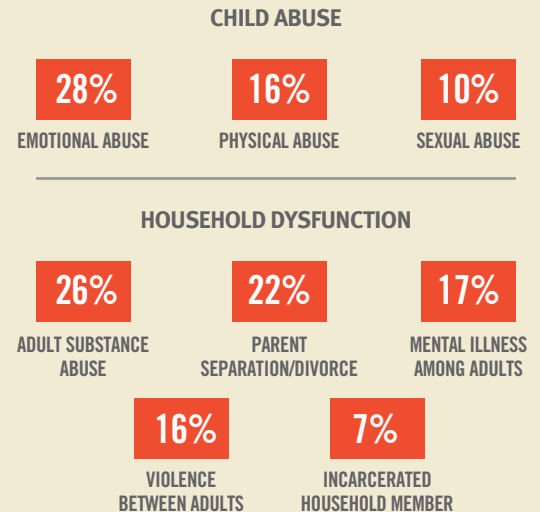 CHILD ABUSE
28%
16%
10%
EMOTIONAL ABUSE
PHYSICAL ABUSE
SEXUAL ABUSE
HOUSEHOLD DYSFUNCTION
26%
22%
17%
ADULT SUBSTANCE
ABUSE
PARENT
SEPARATION/DIVORCE
MENTAL ILLNESS
AMONG ADULTS
16%
7%
VIOLENCE
BETWEEN ADULTS
INCARCERATED
HOUSEHOLD MEMBER